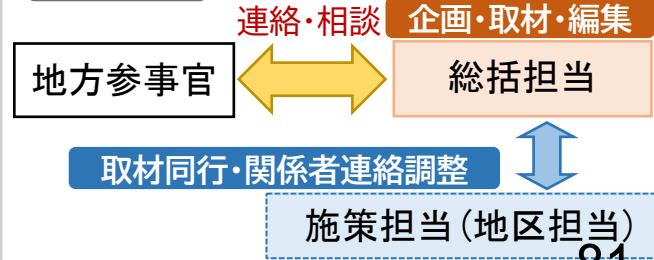 連絡・相談
企画・取材・編集
地方参事官
総括担当
取材同行・関係者連絡調整
施策担当（地区担当）